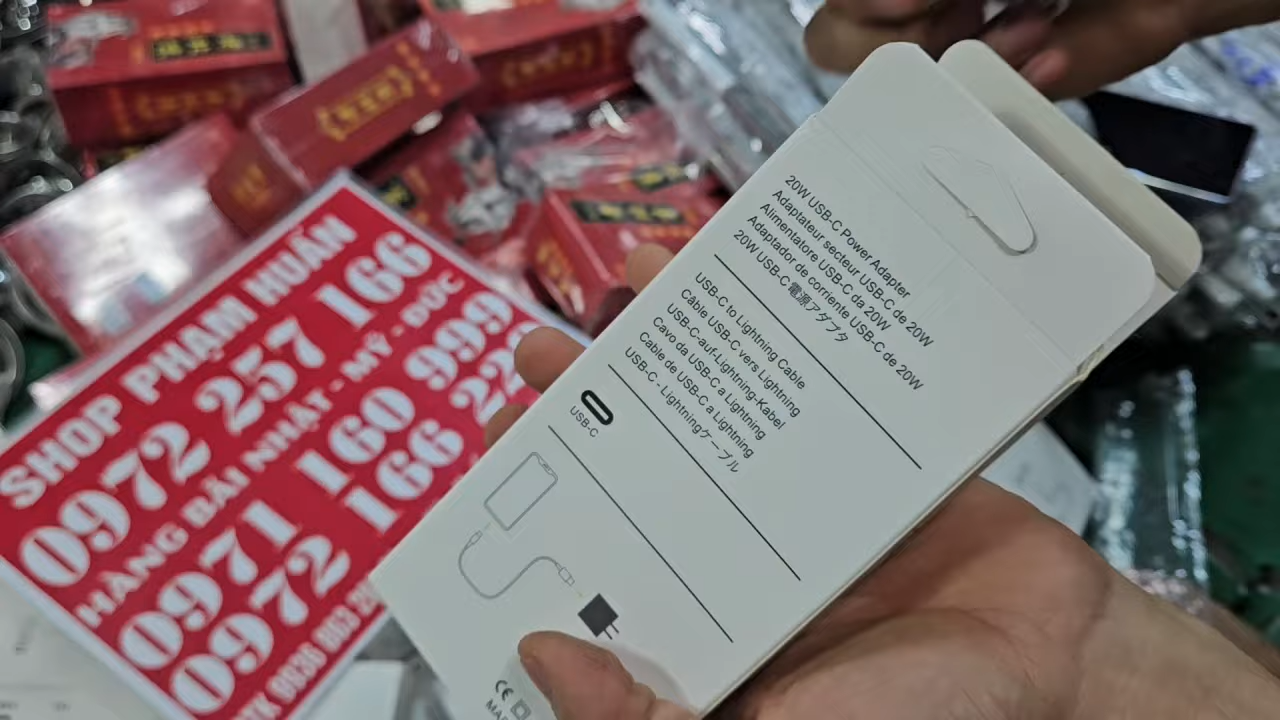 20W USB-C Power Adapter
Adaptateur secteur USB-C de 20W
Alimentatore USB-C da 20W
Adaptador de corriente USB-C de 20W
20W USB-C電源アダプタ
USB-C to Lightning Cable
Câble USB-C vers Lightning
USB-C-auf-Lightning-Kabel
Cavo da USB-C a Lightning
Cable de USB-C a Lightning
USB-C - Lightningケーブル
USB-C
CE
SHOP PHẠM HUẤN
0972 257 166
HÀNG BÃI NHẬT - MỸ - ĐỨC
0971 160 999
0972 166